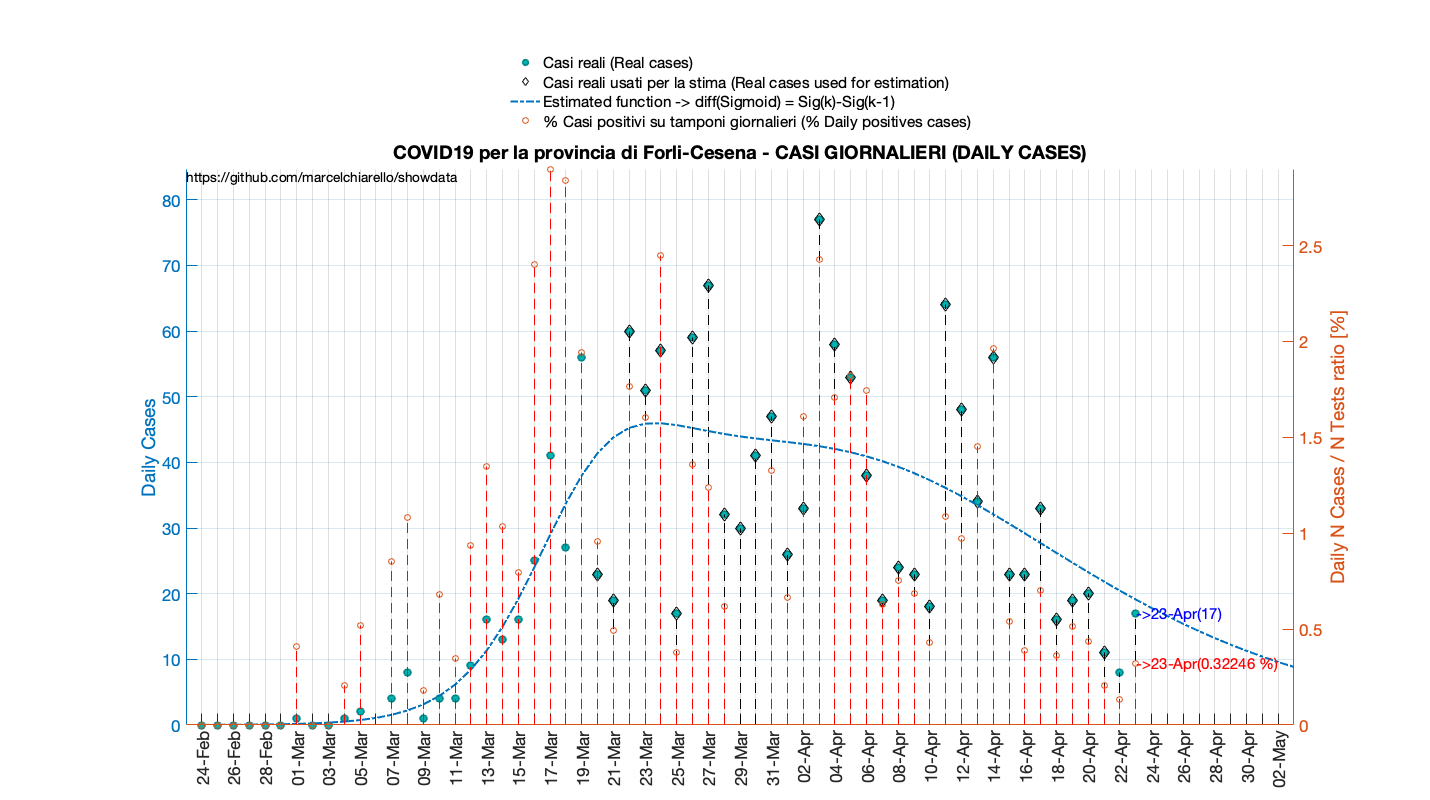 Casi reali (Real cases)
Casi reali usati per la stima (Real cases used for estimation)
Estimated function -> diff(Sigmoid) = Sig(k)-Sig(k-1)
% Casi positivi su tamponi giornalieri (% Daily positives cases)
COVID19 per la provincia di Forli-Cesena - CASI GIORNALIERI (DAILY CASES)
https://github.com/marcelchiarello/showdata
80
70
60
50
40
30
20
10
0
Daily Cases
2.5
2
1.5
1
0.5
0
Daily N Cases / N Tests ratio [%]
->23-Apr(17)
->23-Apr(0.32246 %)
24-Feb
26-Feb
28-Feb
01-Mar
03-Mar
05-Mar
07-Mar
09-Mar
11-Mar
13-Mar
15-Mar
17-Mar
19-Mar
21-Mar
23-Mar
25-Mar
27-Mar
29-Mar
31-Mar
02-Apr
04-Apr
06-Apr
08-Apr
10-Apr
12-Apr
14-Apr
16-Apr
18-Apr
20-Apr
22-Apr
24-Apr
26-Apr
28-Apr
30-Apr
02-May